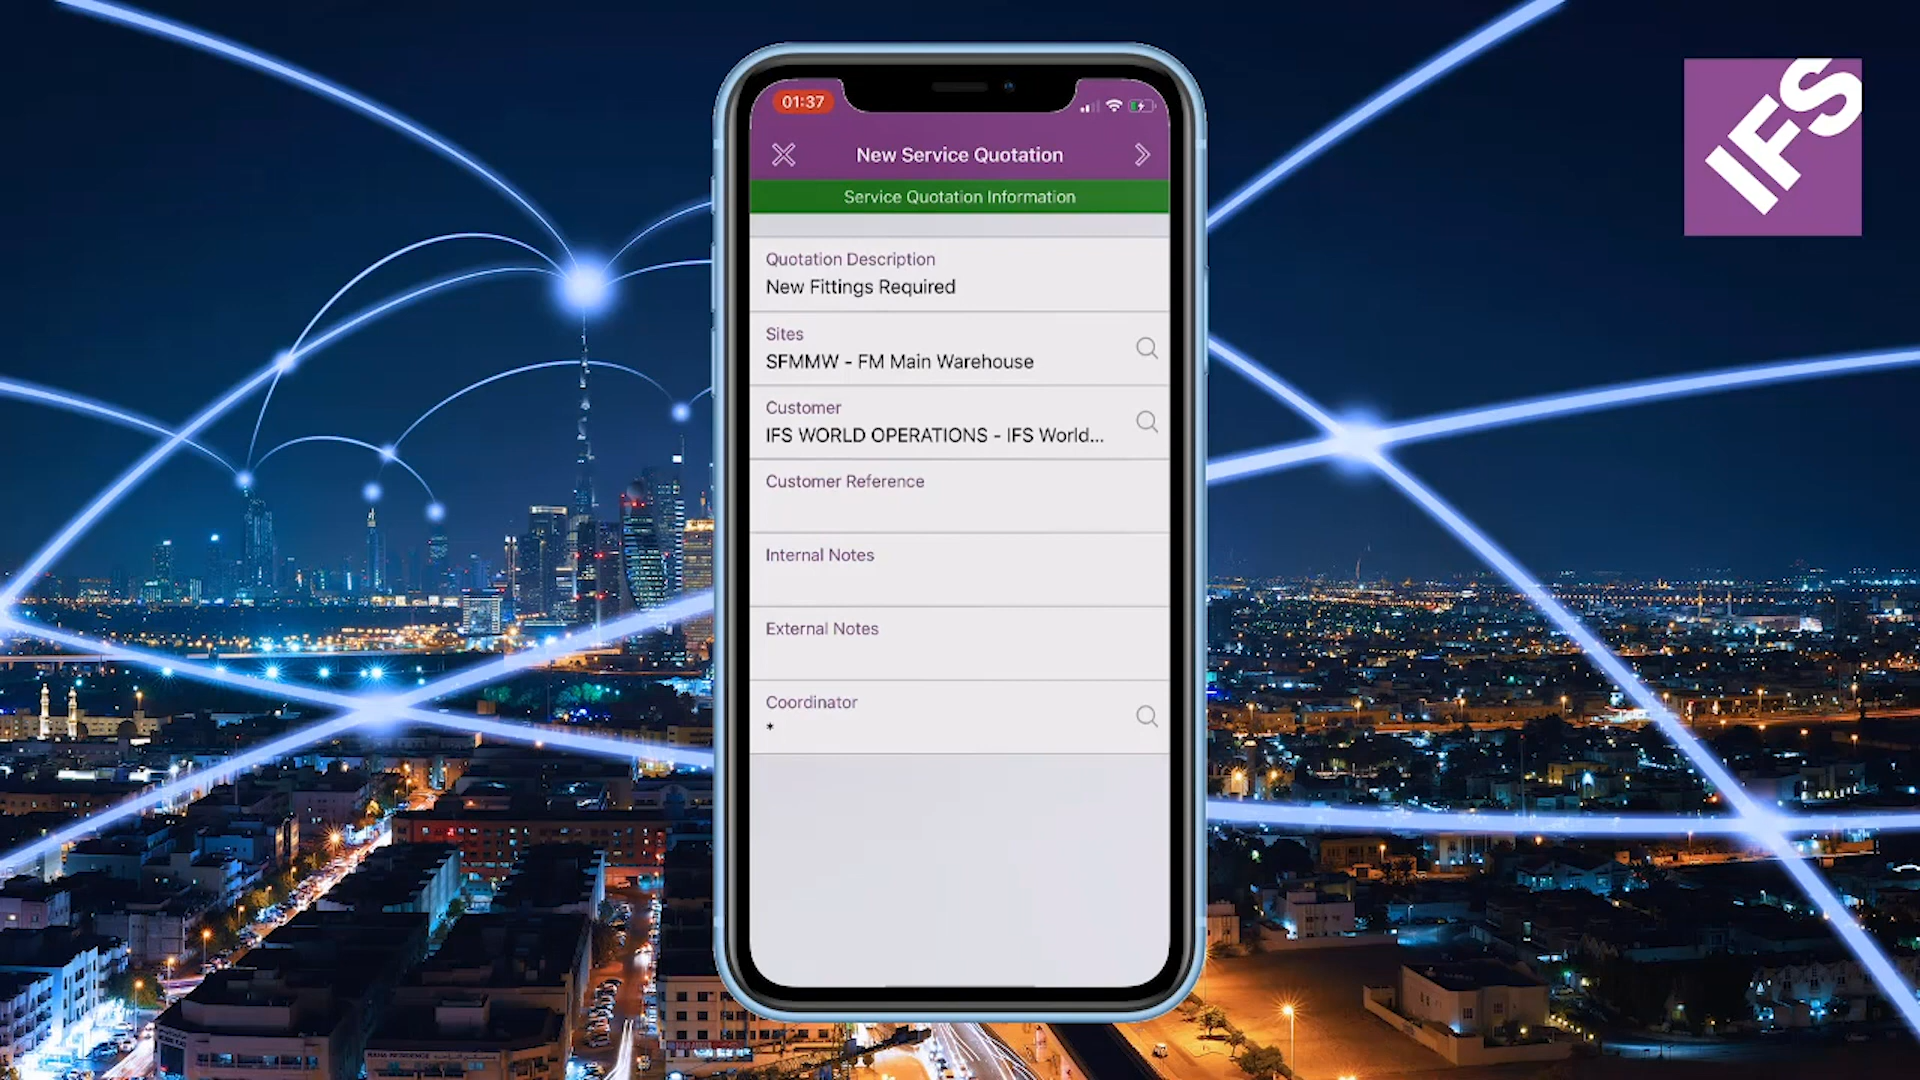 01:37
New Service Quotation
Service Quotation Information
Quotation Description
New Fittings Required
Sites
SFMMW - FM Main Warehouse
Customer
IFS WORLD OPERATIONS - IFS World...
Customer Reference
Internal Notes
External Notes
Coordinator
*
IFS